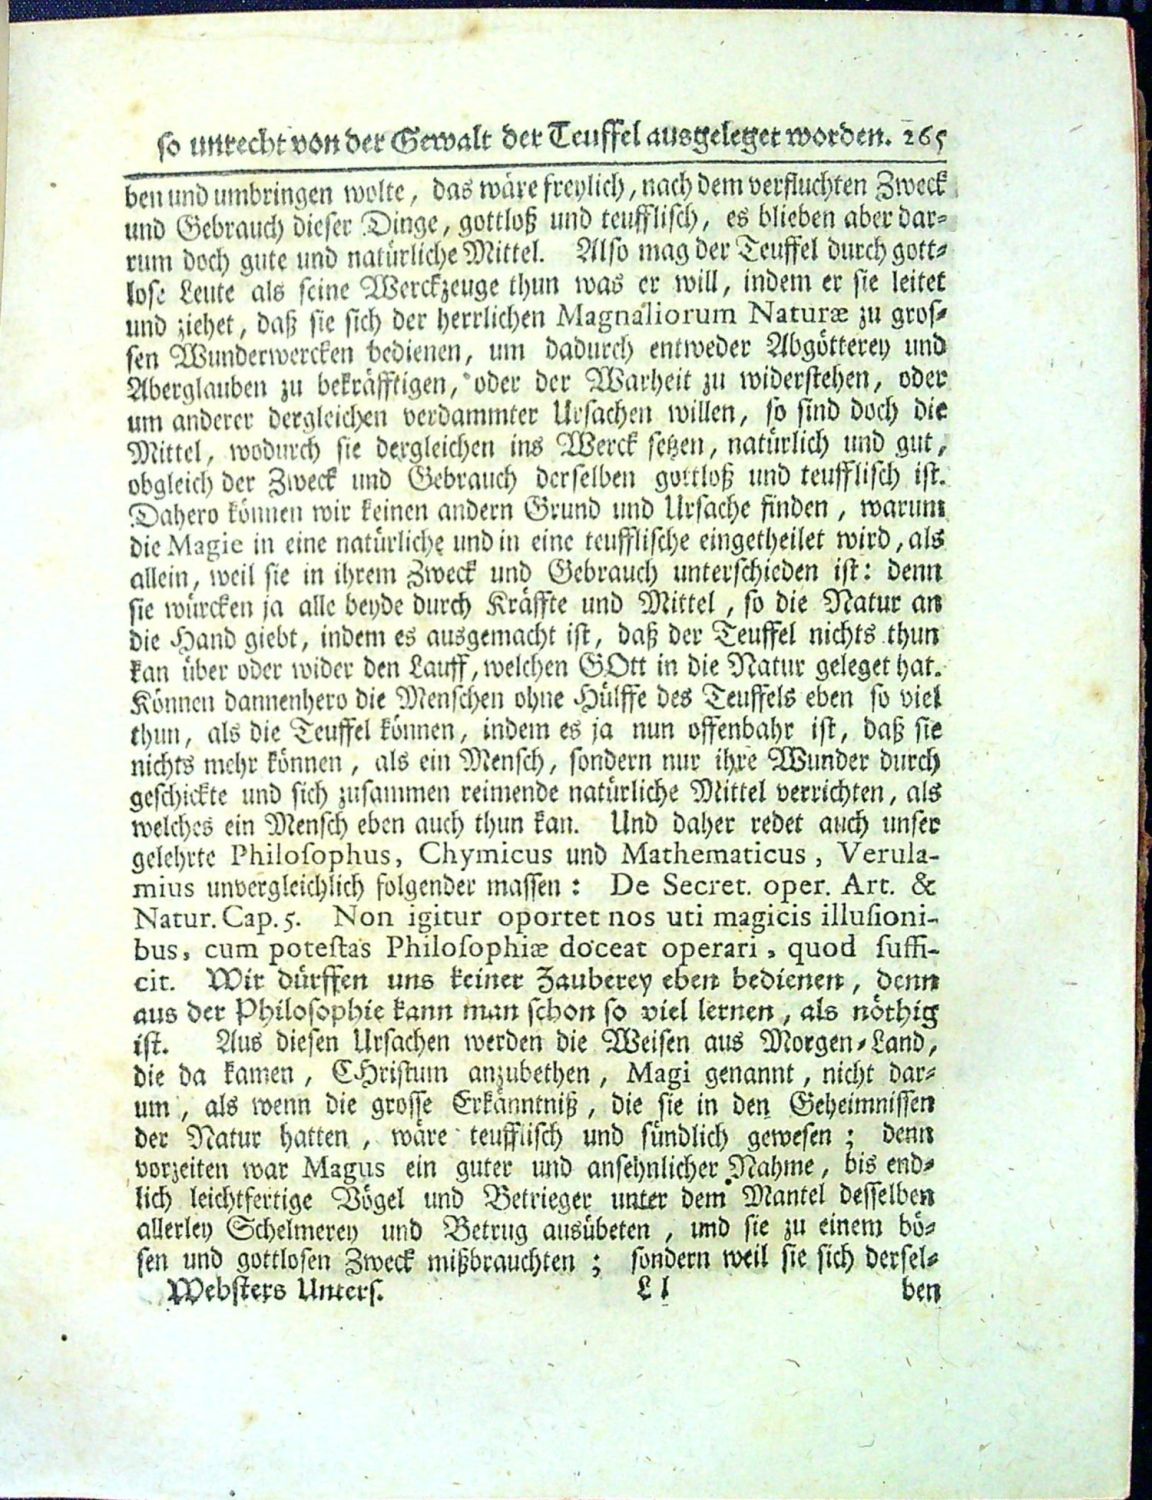 so unrecht von der Gewalt der Teuffel ausgeleget worden. 265
ben und umbringen wolte, das wäre freylich, nach dem verfluchten Zweck
und Gebrauch dieser Dinge, gottloß und teufflisch, es blieben aber dar-
rum doch gute und natürliche Mittel. Also mag der Teuffel durch gott-
lose Leute als seine Werckzeuge thun was er will, indem er sie leitet
und ziehet, daß sie sich der herrlichen Magnaliorum Naturæ zu gros-
sen Wunderwercken bedienen, um dadurch entweder Abgötterey und
Aberglauben zu bekräfftigen, oder der Warheit zu widerstehen, oder
um anderer dergleichen verdammter Ursachen willen, so sind doch die
Mittel, wodurch sie dergleichen ins Werck setzen, natürlich und gut,
obgleich der Zweck und Gebrauch derselben gottloß und teufflisch ist.
Dahero können wir keinen andern Grund und Ursache finden, warum
die Magie in eine natürliche und in eine teufflische eingetheilet wird, als
allein, weil sie in ihrem Zweck und Gebrauch unterschieden ist: denn
sie würcken ja alle beyde durch Kräffte und Mittel, so die Natur an
die Hand giebt, indem es ausgemacht ist, daß der Teuffel nichts thun
kan über oder wider den Lauff, welchen GOtt in die Natur geleget hat.
Können dannenhero die Menschen ohne Hülffe des Teuffels eben so viel
thun, als die Teuffel können, indem es ja nun offenbahr ist, daß sie
nichts mehr können, als ein Mensch, sondern nur ihre Wunder durch
geschickte und sich zusammen reimende natürliche Mittel verrichten, als
welches ein Mensch eben auch thun kan. Und daher redet auch unser
gelehrte Philosophus, Chymicus und Mathematicus, Verula-
mius unvergleichlich folgender massen: De Secret. oper. Art. &
Natur. Cap. 5. Non igitur oportet nos uti magicis illusioni-
bus, cum potestas Philosophiæ doceat operari, quod suffi-
cit. Wir dürffen uns keiner Zauberey eben bedienen, denn
aus der Philosophie kann man schon so viel lernen, als nöthig
ist. Aus diesen Ursachen werden die Weisen aus Morgen-Land,
die da kamen, CHristum anzubethen, Magi genannt, nicht dar-
um, als wenn die grosse Erkänntniß, die sie in den Geheimnissen
der Natur hatten, wäre teufflisch und sündlich gewesen; denn
vorzeiten war Magus ein guter und ansehnlicher Nahme, bis end-
lich leichtfertige Vögel und Betrieger unter dem Mantel desselben
allerley Schelmerey und Betrug ausübeten, und sie zu einem bö-
sen und gottlosen Zweck mißbrauchten; sondern weil sie sich dersel-
Websters Unters. Ll ben